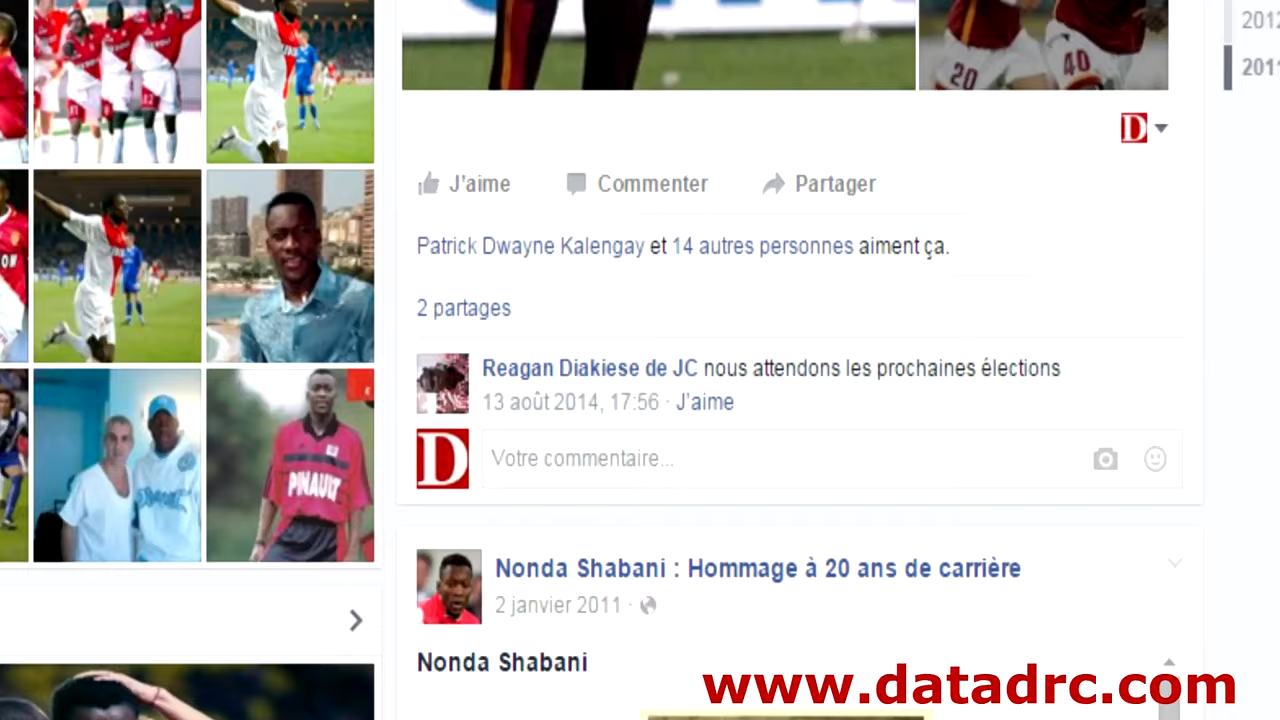 2012
2011
20
40
D
J'aime
Commenter
Partager
Patrick Dwayne Kalengay et 14 autres personnes aiment ça.
2 partages
Reagan Diakiese de JC nous attendons les prochaines élections
13 août 2014, 17:56 · J'aime
D
Votre commentaire...
PINAULT
Nonda Shabani : Hommage à 20 ans de carrière
2 janvier 2011 ·
Nonda Shabani
www.datadrc.com